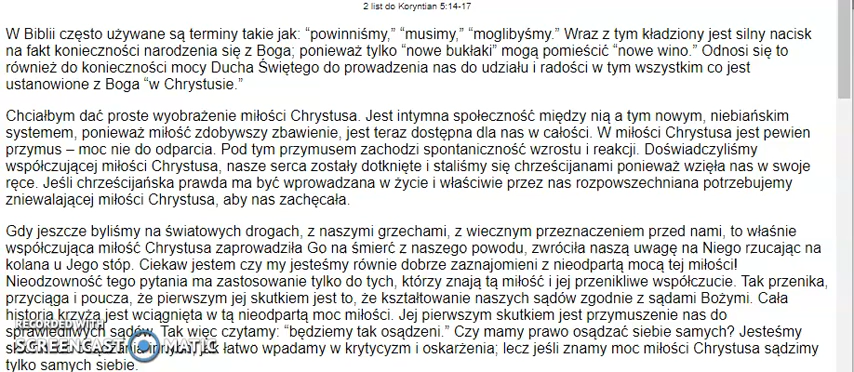 2 list do Koryntian 5:14-17
W Biblii często używane są terminy takie jak: “powinniśmy,” “musimy,” “moglibyśmy.” Wraz z tym kładziony jest silny nacisk
na fakt konieczności narodzenia się z Boga; ponieważ tylko “nowe bukłaki” mogą pomieścić “nowe wino.” Odnosi się to
również do konieczności mocy Ducha Świętego do prowadzenia nas do udziału i radości w tym wszystkim co jest
ustanowione z Boga “w Chrystusie.”
Chciałbym dać proste wyobrażenie miłości Chrystusa. Jest intymna społeczność między nią a tym nowym, niebiańskim
systemem, ponieważ miłość zdobywszy zbawienie, jest teraz dostępna dla nas w całości. W miłości Chrystusa jest pewien
przymus – moc nie do odparcia. Pod tym przymusem zachodzi spontaniczność wzrostu i reakcji. Doświadczyliśmy
współczującej miłości Chrystusa, nasze serca zostały dotknięte i staliśmy się chrześcijanami ponieważ wzięła nas w swoje
ręce. Jeśli chrześcijańska prawda ma być wprowadzana w życie i właściwie przez nas rozpowszechniana potrzebujemy
zniewalającej miłości Chrystusa, aby nas zachęcała.
Gdy jeszcze byliśmy na światowych drogach, z naszymi grzechami, z wiecznym przeznaczeniem przed nami, to właśnie
współczująca miłość Chrystusa zaprowadziła Go na śmierć z naszego powodu, zwróciła naszą uwagę na Niego rzucając na
kolana u Jego stóp. Ciekaw jestem czy my jesteśmy równie dobrze zaznajomieni z nieodpartą mocą tej miłości!
Nieodzowność tego pytania ma zastosowanie tylko do tych, którzy znają tą miłość i jej przenikliwe współczucie. Tak przenika,
przyciąga i poucza, że pierwszym jej skutkiem jest to, że kształtowanie naszych sądów zgodnie z sądami Bożymi. Cała
historia krzyża jest wciągnięta w tą nieodpartą moc miłości. Jej pierwszym skutkiem jest przymuszenie nas do
RECORDED WITH
sprawiedliwych sądów. Tak więc czytamy: “będziemy tak osądzeni.” Czy mamy prawo osądzać siebie samych? Jesteśmy
SCREENCAST MATIC
jak łatwo wpadamy w krytycyzm i oskarżenia; lecz jeśli znamy moc miłości Chrystusa sądzimy
tylko samych siebie.